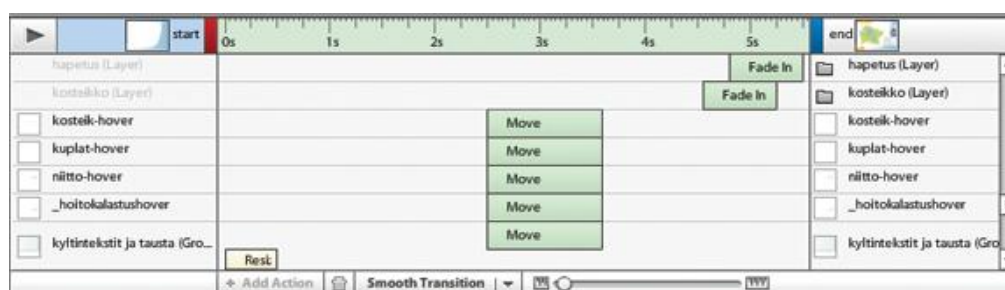 start 0s 1s 2s 3s 4s 5s end
hapetus (Layer) Fade In hapetus (Layer)
kosteikko (Layer) Fade In kosteikko (Layer)
kosteik-hover Move kosteik-hover
kuplat-hover Move kuplat-hover
niitto-hover Move niitto-hover
_hoitokalastushover Move _hoitokalastushover
kyltintekstit ja tausta (Gro... Move kyltintekstit ja tausta (Gro
+ Add Action Smooth Transition